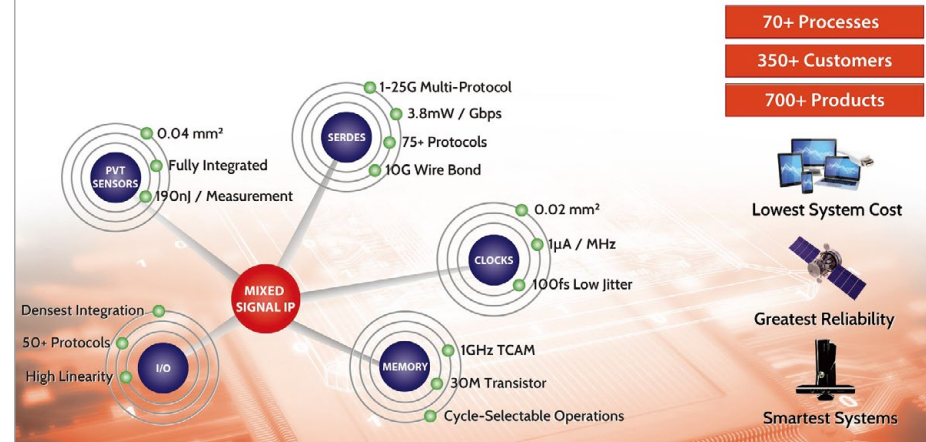 70+ Processes
350+ Customers
700+ Products
1-25G Multi-Protocol
3.8mW / Gbps
75+ Protocols
10G Wire Bond
SERDES
0.04 mm²
Fully Integrated
190nJ / Measurement
PVT
SENSORS
0.02 mm²
1µA / MHz
100fs Low Jitter
CLOCKS
MIXED
SIGNAL IP
Densest Integration
50+ Protocols
High Linearity
I/O
1GHz TCAM
30M Transistor
Cycle-Selectable Operations
MEMORY
Lowest System Cost
Greatest Reliability
Smartest Systems